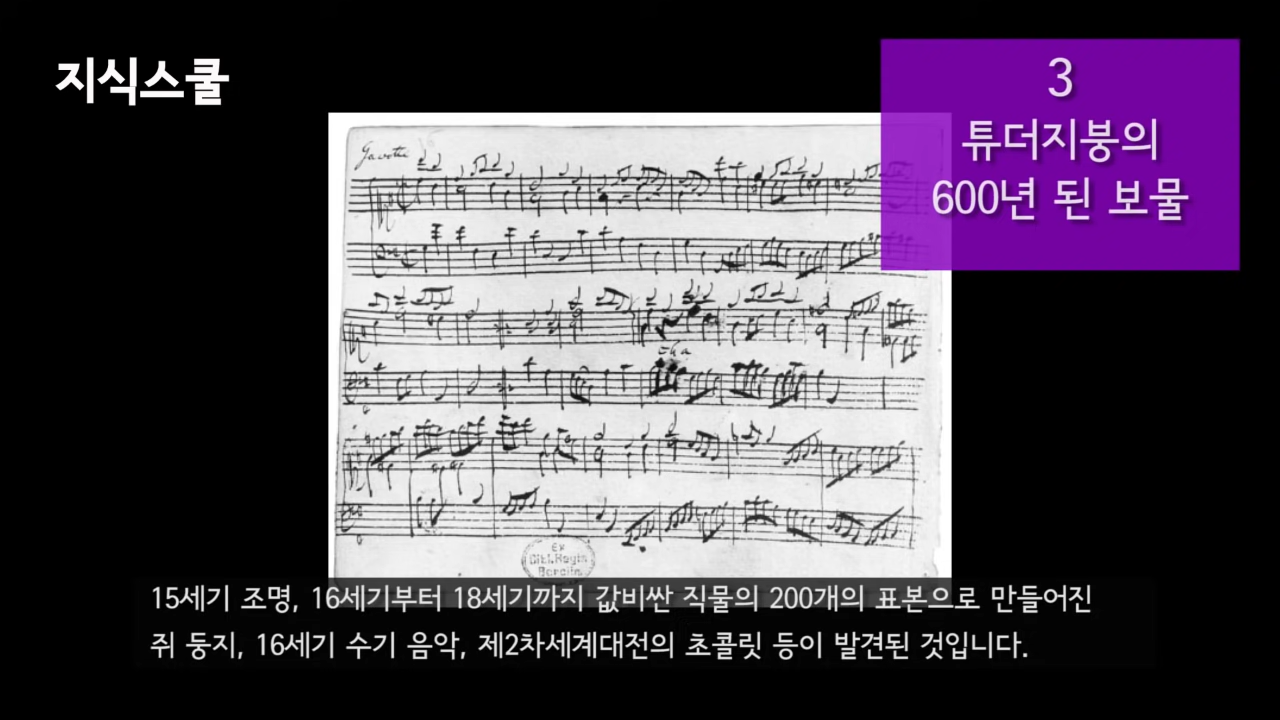 지식스쿨
3
튜더지붕의
600년 된 보물
Gavotte
Ex
Bibl. Regia
Berolin.
15세기 조명, 16세기부터 18세기까지 값비싼 직물의 200개의 표본으로 만들어진
쥐 둥지, 16세기 수기 음악, 제2차세계대전의 초콜릿 등이 발견된 것입니다.